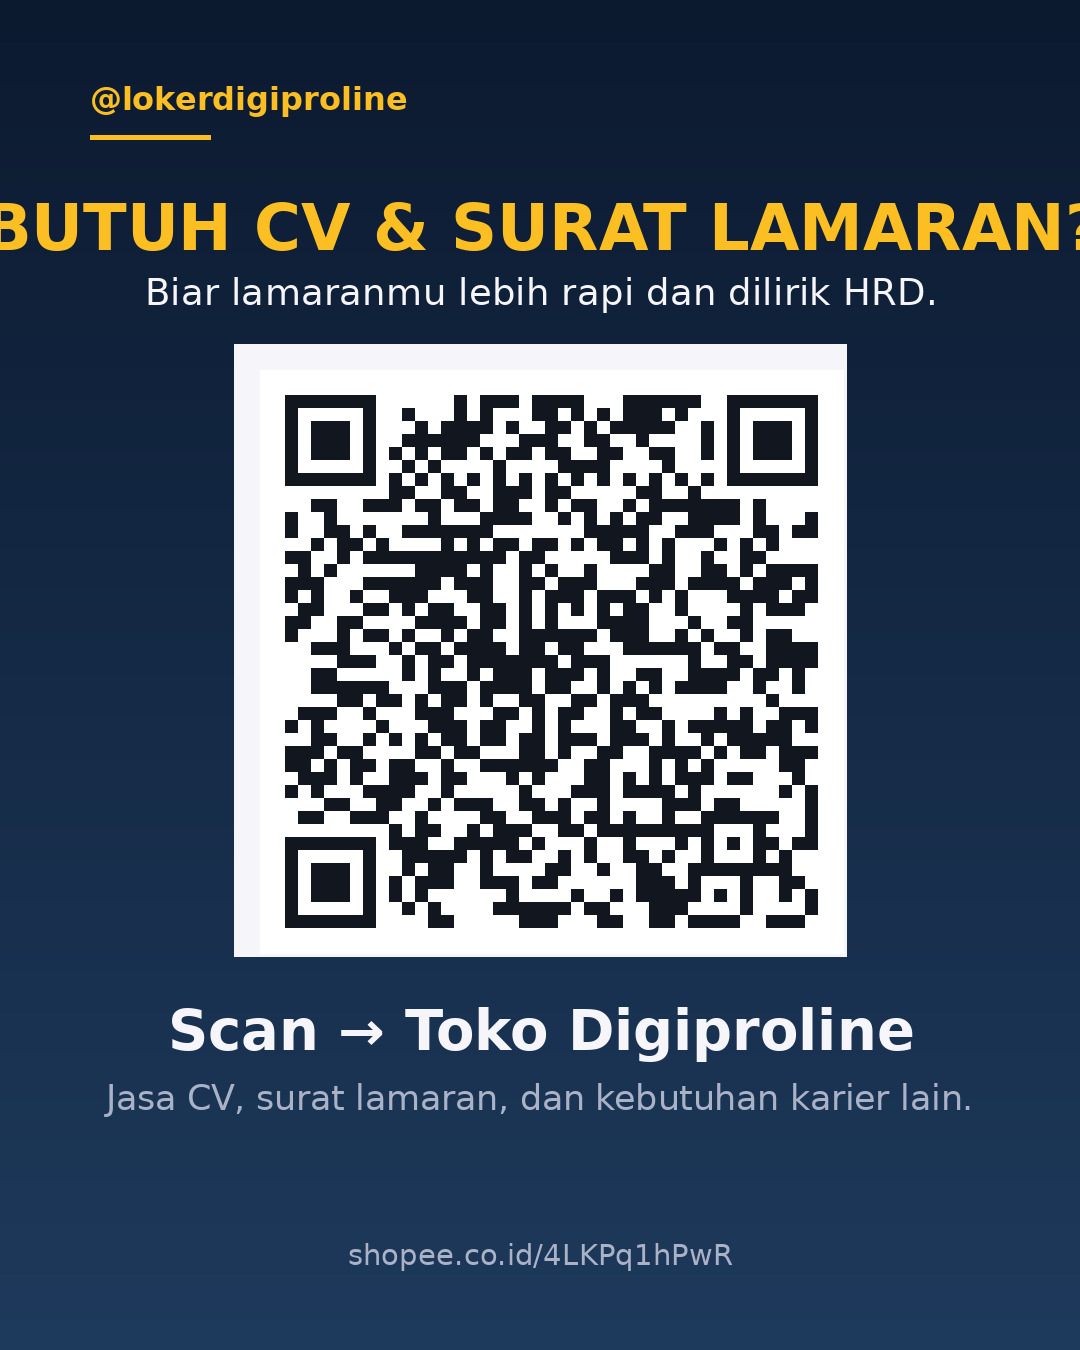 @lokerdigiproline
BUTUH CV & SURAT LAMARAN?
Biar lamaranmu lebih rapi dan dilirik HRD.
Scan → Toko Digiproline
Jasa CV, surat lamaran, dan kebutuhan karier lain.
shopee.co.id/4LKPq1hPwR